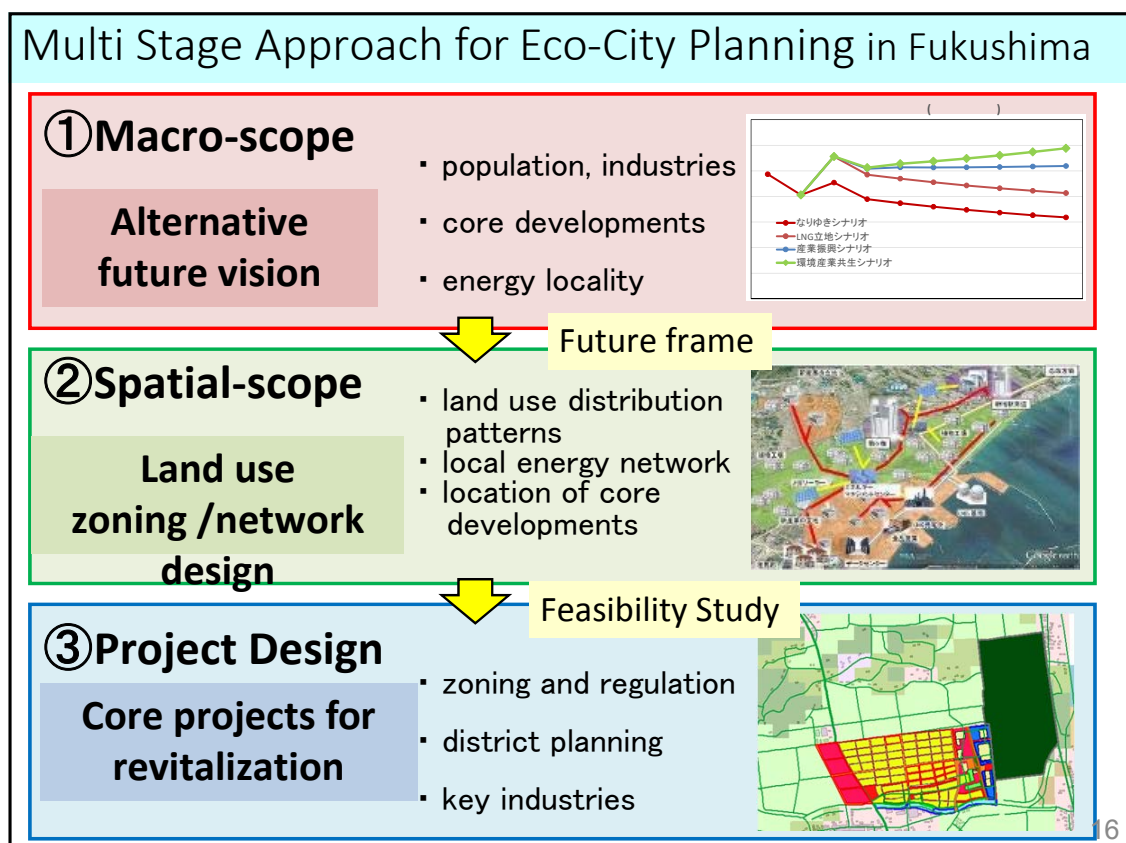 Multi Stage Approach for Eco-City Planning in Fukushima
①Macro-scope
Alternative
future vision
・population, industries
・core developments
・energy locality
( )
なりゆきシナリオ
LNG立地シナリオ
産業振興シナリオ
環境産業共生シナリオ
Future frame
②Spatial-scope
Land use
zoning /network
design
・land use distribution
patterns
・local energy network
・location of core
developments
Feasibility Study
③Project Design
Core projects for
revitalization
・zoning and regulation
・district planning
・key industries
16